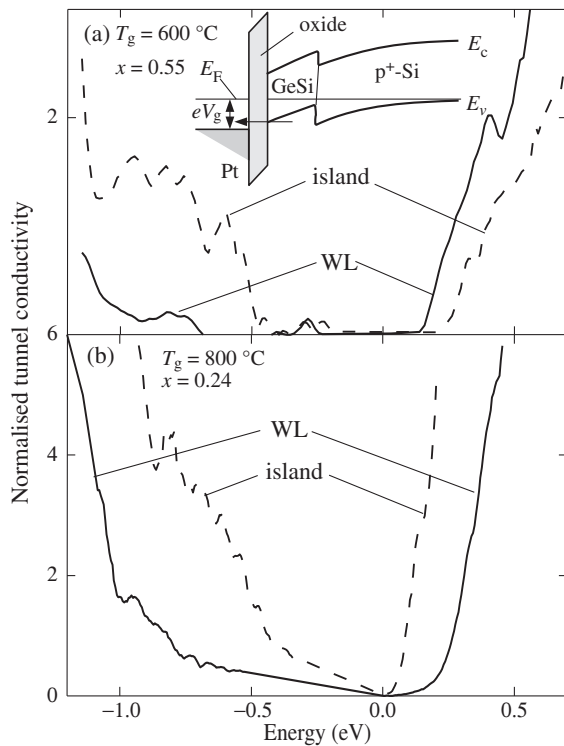 (a) T_g = 600 °C
x = 0.55
oxide
E_c
E_F
GeSi
p⁺-Si
E_v
eV_g
Pt
2
island
WL
6
(b) T_g = 800 °C
x = 0.24
WL
island
4
2
0
−1.0 −0.5 0.0 0.5
Energy (eV)
Normalised tunnel conductivity